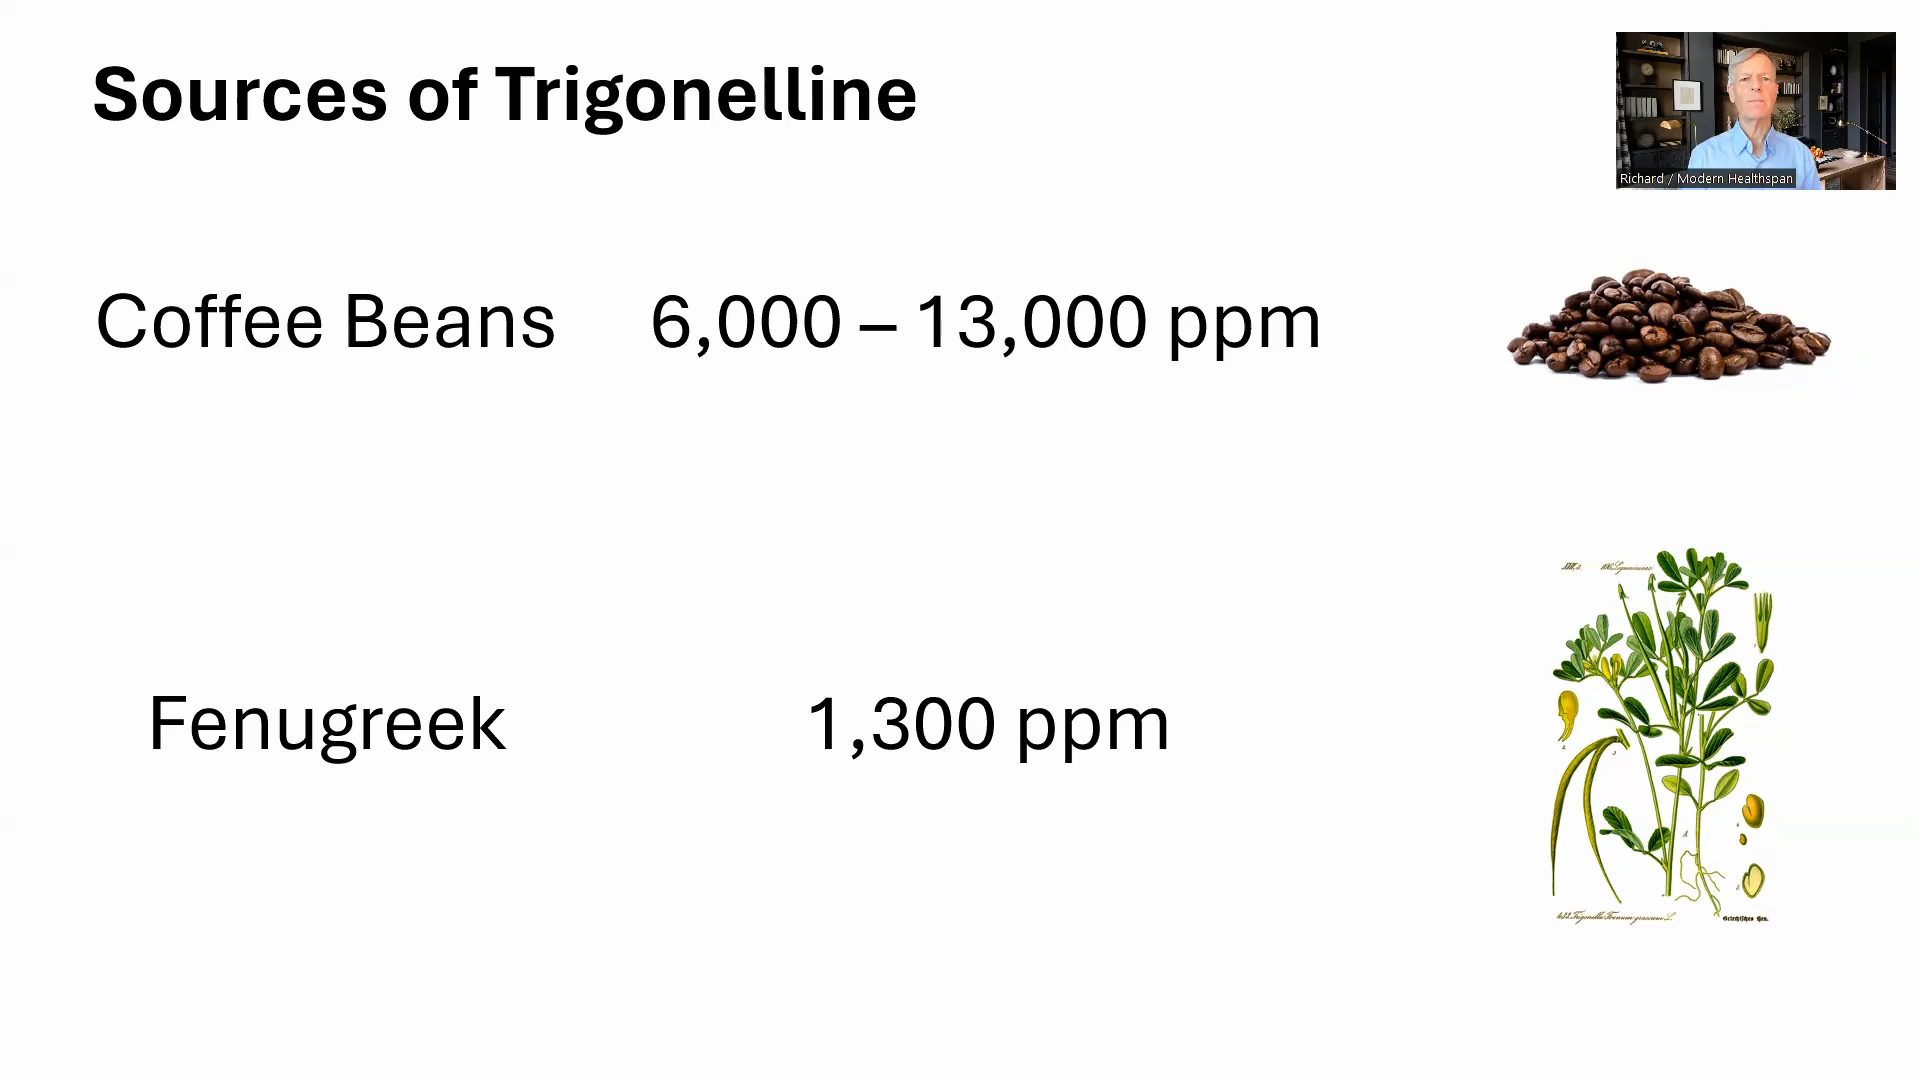 Sources of Trigonelline
Richard / Modern Healthspan
Coffee Beans 6,000 – 13,000 ppm
Fenugreek 1,300 ppm